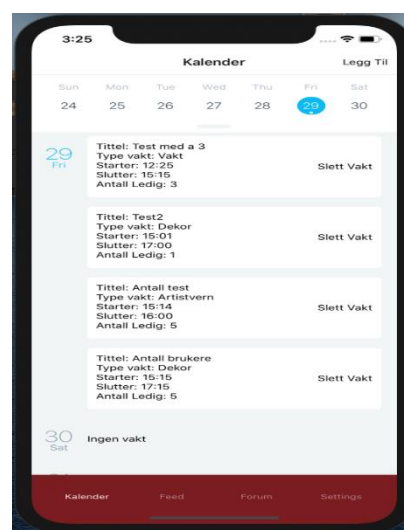 3:25
Kalender
Legg Til
Sun Mon Tue Wed Thu Fri Sat
24 25 26 27 28 29 30
29
Fri
Tittel: Test med a 3
Type vakt: Vakt
Starter: 12:25
Slutter: 15:15
Antall Ledig: 3
Slett Vakt
Tittel: Test2
Type vakt: Dekor
Starter: 15:01
Slutter: 17:00
Antall Ledig: 1
Slett Vakt
Tittel: Antall test
Type vakt: Artistvern
Starter: 15:14
Slutter: 16:00
Antall Ledig: 5
Slett Vakt
Tittel: Antall brukere
Type vakt: Dekor
Starter: 15:15
Slutter: 17:15
Antall Ledig: 5
Slett Vakt
30
Sat
Ingen vakt
Kalender Feed Forum Settings